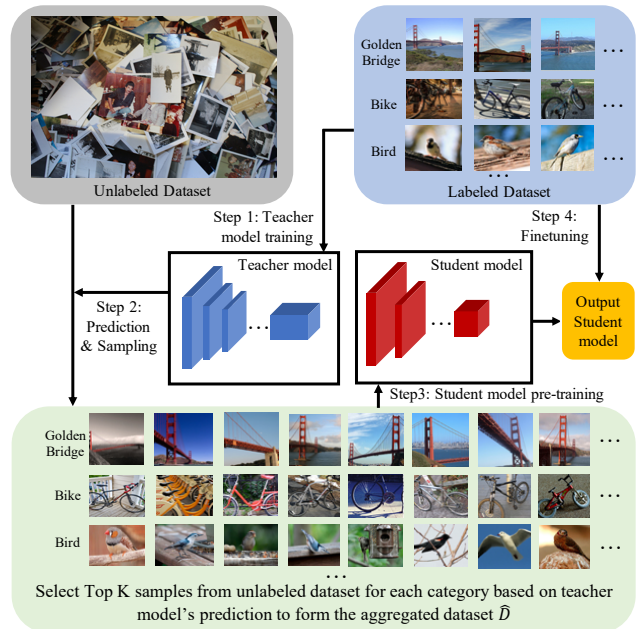 Unlabeled Dataset
Golden
Bridge
...
Bike
...
Bird
...
...
Labeled Dataset
Step 1: Teacher
model training
Step 4:
Finetuning
Teacher model
...
Student model
...
Step 2:
Prediction
& Sampling
Output
Student
model
Step3: Student model pre-training
Golden
Bridge
...
Bike
...
Bird
...
...
Select Top K samples from unlabeled dataset for each category based on teacher
model's prediction to form the aggregated dataset D̂